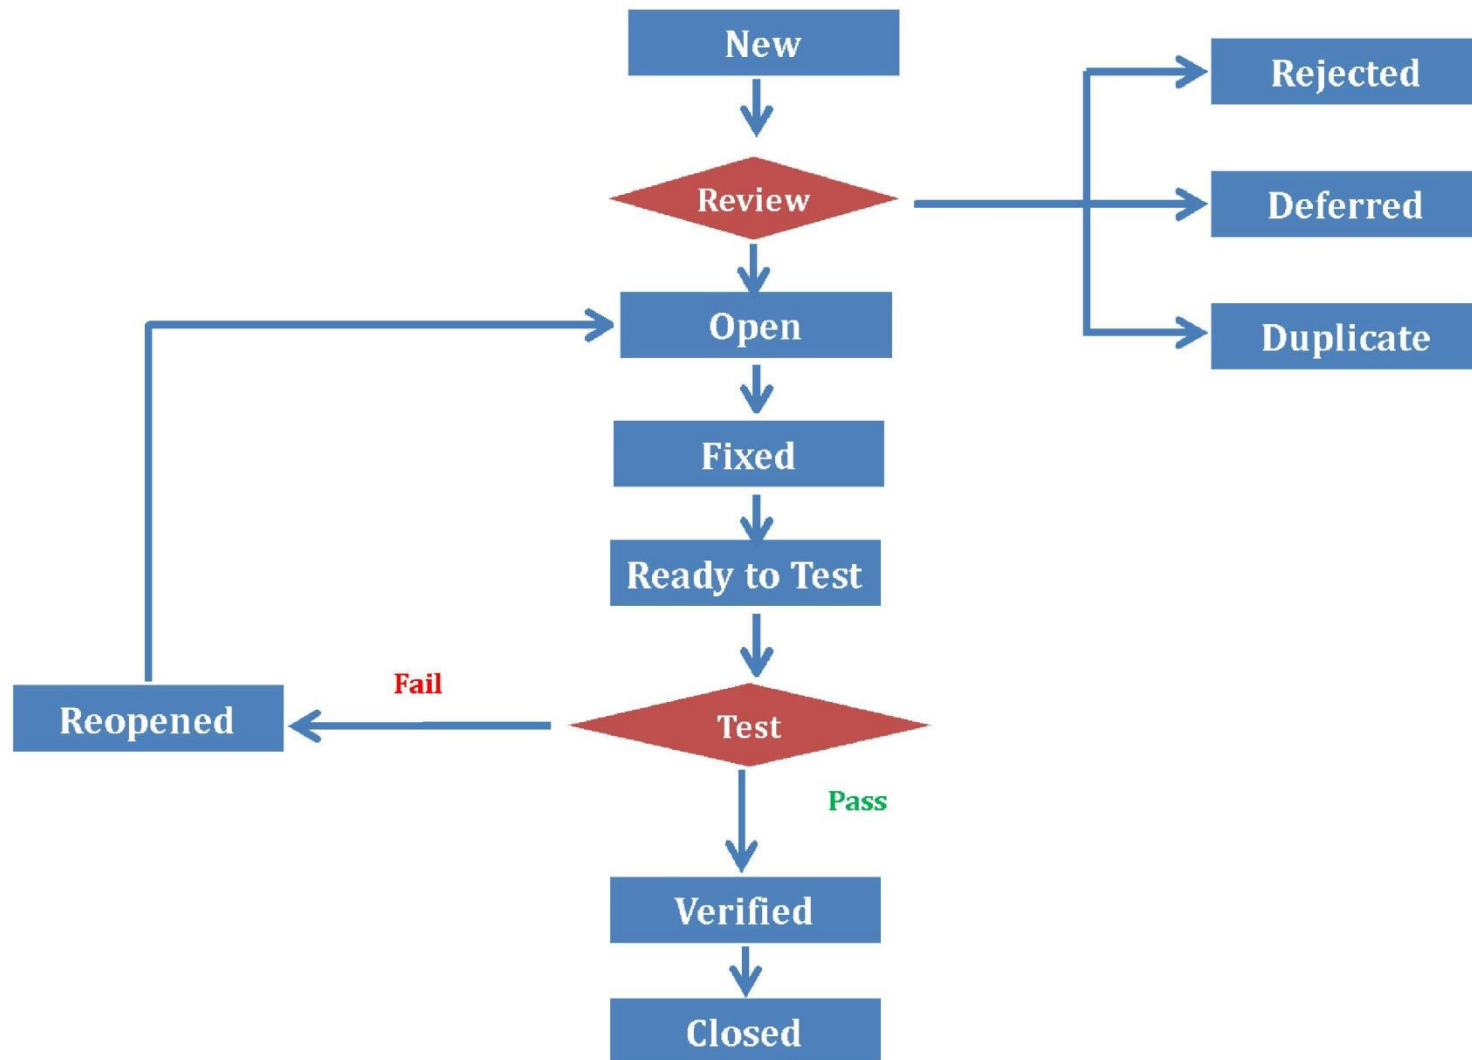 New
Rejected
Review
Deferred
Open
Duplicate
Fixed
Ready to Test
Fail
Reopened
Test
Pass
Verified
Closed